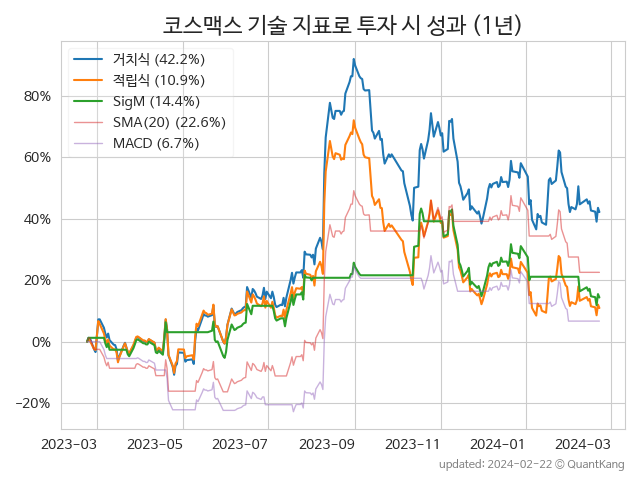 코스맥스 기술 지표로 투자 시 성과 (1년)
거치식 (42.2%)
적립식 (10.9%)
SigM (14.4%)
SMA(20) (22.6%)
MACD (6.7%)
80%
60%
40%
20%
0%
−20%
2023−03 2023−05 2023−07 2023−09 2023−11 2024−01 2024−03
updated: 2024−02−22 ⓒ QuantKang